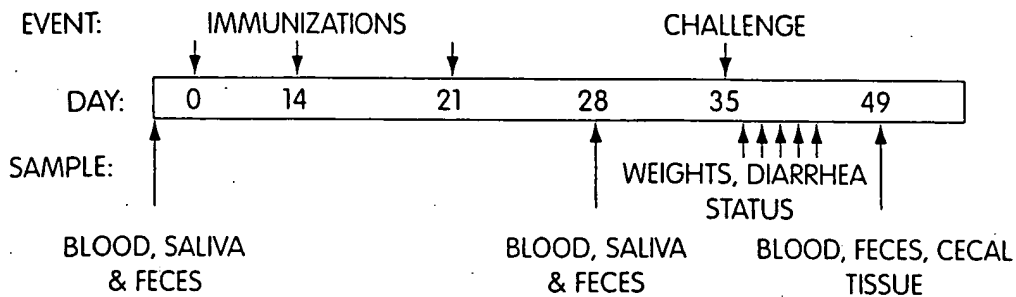 EVENT: IMMUNIZATIONS CHALLENGE
DAY: 0 14 21 28 35 49
SAMPLE:
WEIGHTS, DIARRHEA
STATUS
BLOOD, SALIVA
& FECES
BLOOD, SALIVA
& FECES
BLOOD, FECES, CECAL
TISSUE